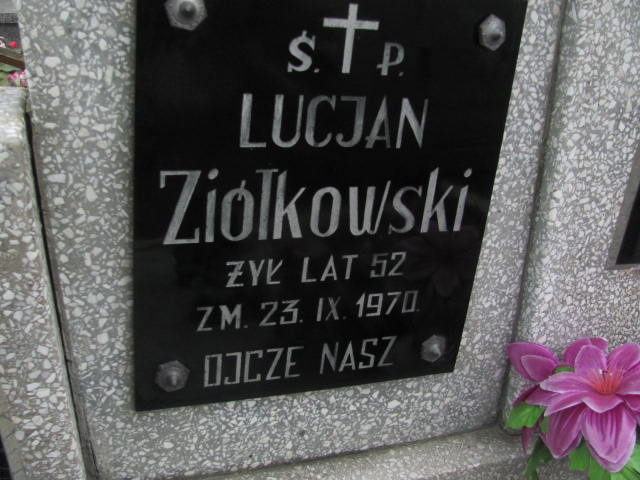 Ś. P.
LUCJAN
Ziółkowski
ŻYŁ LAT 52
ZM. 23. IX. 1970.
OJCZE NASZ